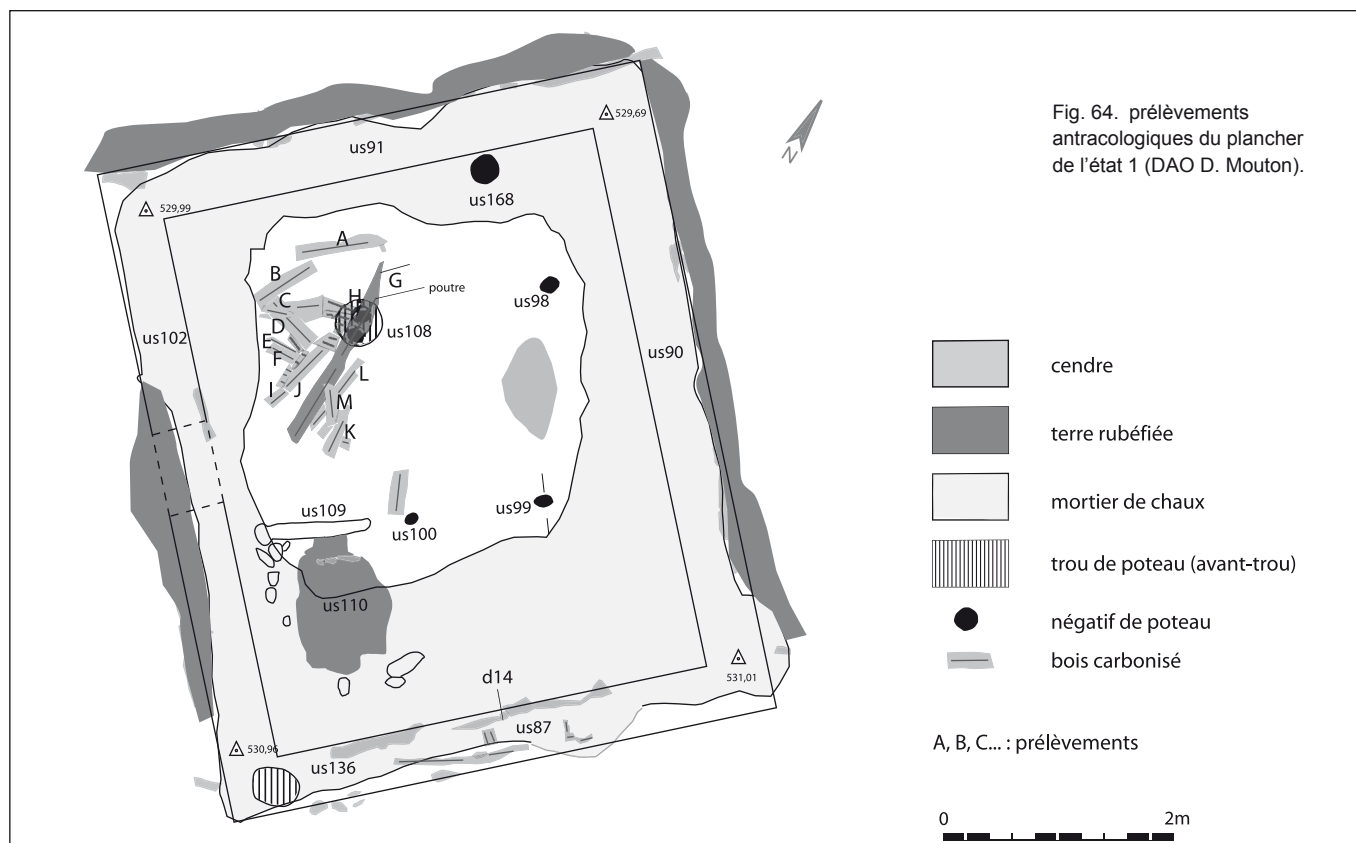 Fig. 64. prélèvements
antracologiques du plancher
de l'état 1 (DAO D. Mouton).
N
529,69
us91
us168
529,99
A
B
G
poutre
C
H
us98
D
us108
us102
E
us90
F
L
I
J
M
K
us109
us99
us100
us110
d14
531,01
us87
530,96
us136
cendre
terre rubéfiée
mortier de chaux
trou de poteau (avant-trou)
négatif de poteau
bois carbonisé
A, B, C... : prélèvements
0 2m